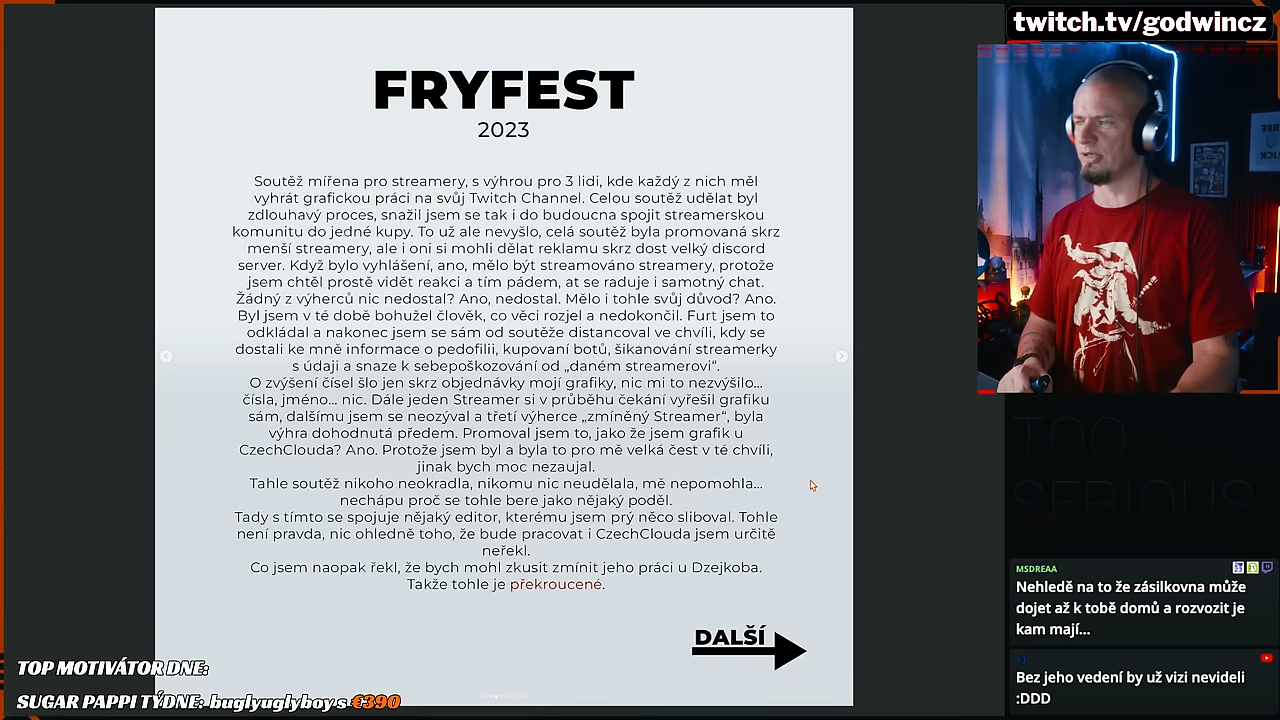 twitch.tv/godwincz
FRYFEST
2023
Soutěž mířena pro streamery, s výhrou pro 3 lidi, kde každý z nich měl
vyhrát grafickou práci na svůj Twitch Channel. Celou soutěž udělat byl
zdlouhavý proces, snažil jsem se tak i do budoucna spojit streamerskou
komunitu do jedné kupy. To už ale nevyšlo, celá soutěž byla promovaná skrz
menší streamery, ale i oni si mohli dělat reklamu skrz dost velký discord
server. Když bylo vyhlášení, ano, mělo být streamováno streamery, protože
jsem chtěl prostě vidět reakci a tím pádem, at se raduje i samotný chat.
Žádný z výherců nic nedostal? Ano, nedostal. Mělo i tohle svůj důvod? Ano.
Byl jsem v té době bohužel člověk, co věci rozjel a nedokončil. Furt jsem to
odkládal a nakonec jsem se sám od soutěže distancoval ve chvíli, kdy se
dostali ke mně informace o pedofilii, kupovaní botů, šikanování streamerky
s údaji a snaze k sebepoškozování od „daném streamerovi“.
O zvýšení čísel šlo jen skrz objednávky mojí grafiky, nic mi to nezvýšilo...
čísla, jméno... nic. Dále jeden Streamer si v průběhu čekání vyřešil grafiku
sám, dalšímu jsem se neozýval a třetí výherce „zmíněný Streamer“, byla
výhra dohodnutá předem. Promoval jsem to, jako že jsem grafik u
CzechClouda? Ano. Protože jsem byl a byla to pro mě velká čest v té chvíli,
jinak bych moc nezaujal.
Tahle soutěž nikoho neokradla, nikomu nic neudělala, mě nepomohla...
nechápu proč se tohle bere jako nějaký poděl.
Tady s tímto se spojuje nějaký editor, kterému jsem prý něco sliboval. Tohle
není pravda, nic ohledně toho, že bude pracovat i CzechClouda jsem určitě
neřekl.
Co jsem naopak řekl, že bych mohl zkusit zmínit jeho práci u Dzejkoba.
Takže tohle je překroucené.
DALŠÍ
TOO
SERIOUS
MSDREAA
Nehledě na to že zásilkovna může
dojet až k tobě domů a rozvozit je
kam mají...
Bez jeho vedení by už vizi nevideli
:DDD
TOP MOTIVÁTOR DNE:
SUGAR PAPPI TÝDNE: buglyuglyboy s €390